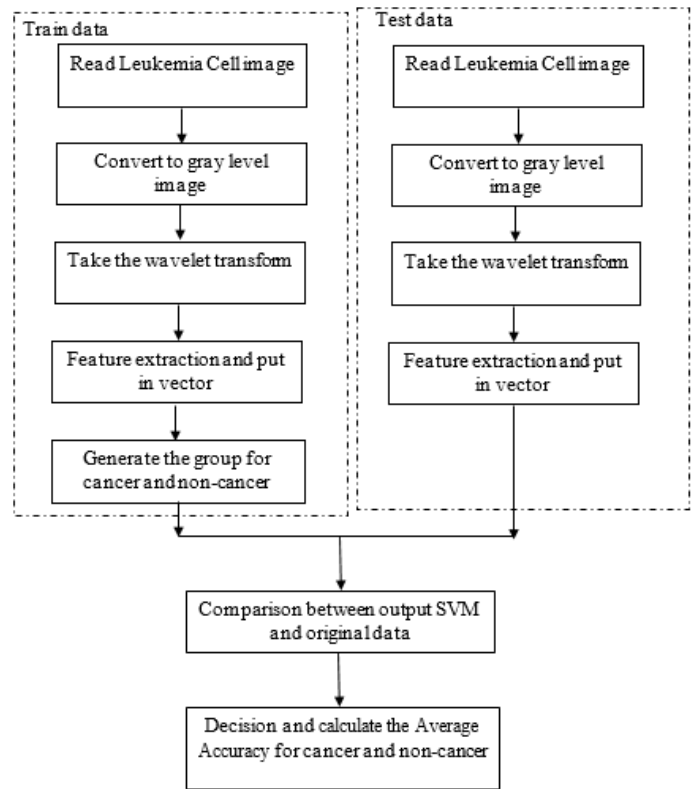 Train data
Read Leukemia Cell image
Convert to gray level
image
Take the wavelet transform
Feature extraction and put
in vector
Generate the group for
cancer and non-cancer
Test data
Read Leukemia Cell image
Convert to gray level
image
Take the wavelet transform
Feature extraction and put
in vector
Comparison between output SVM
and original data
Decision and calculate the Average
Accuracy for cancer and non-cancer